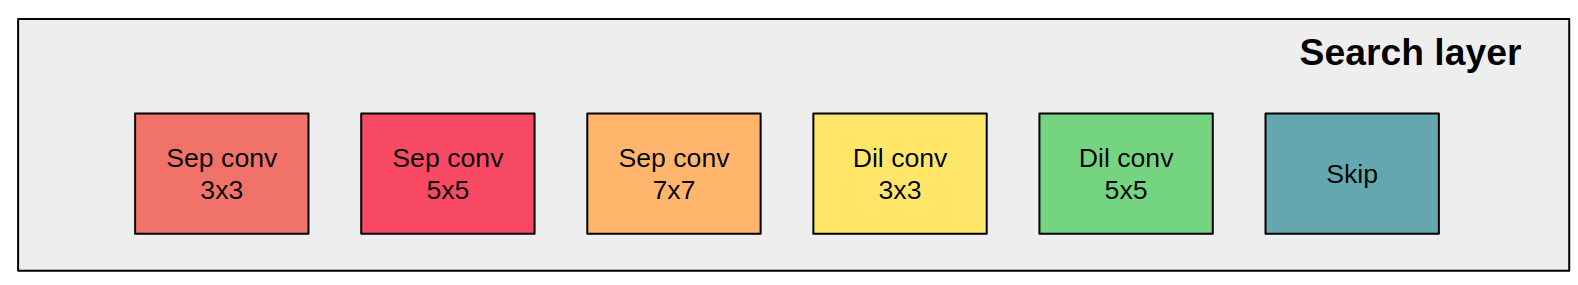 Search layer
Sep conv
3x3
Sep conv
5x5
Sep conv
7x7
Dil conv
3x3
Dil conv
5x5
Skip